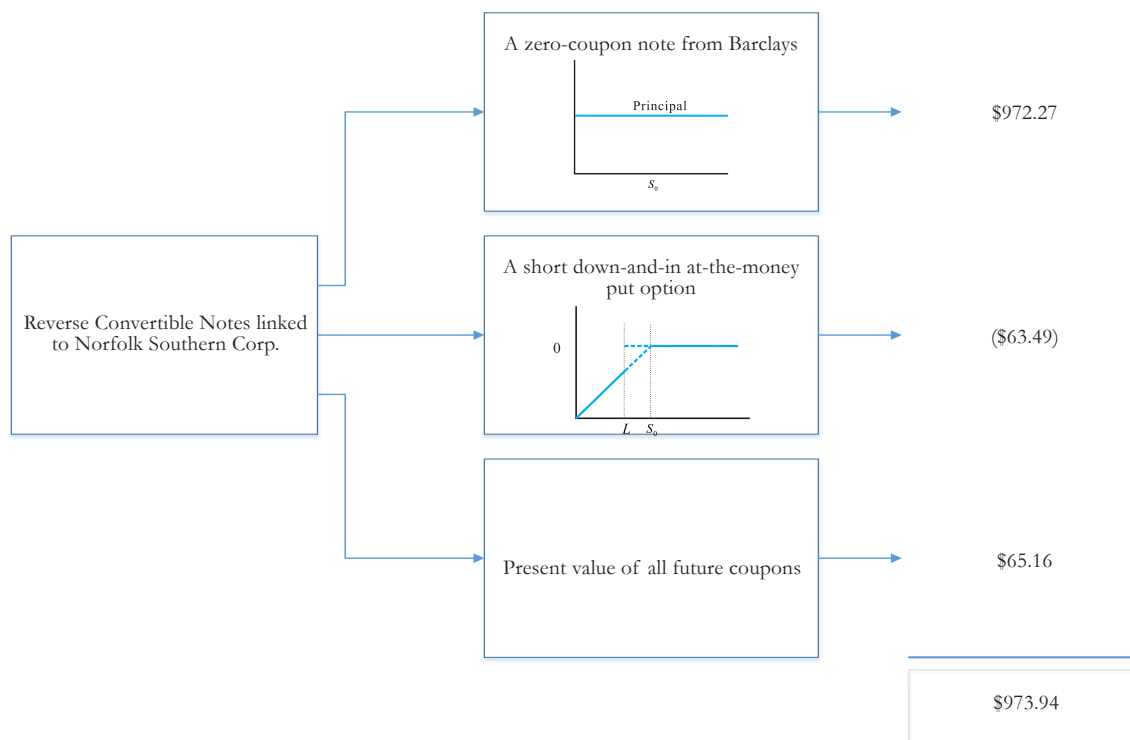 A zero-coupon note from Barclays
Principal
S₀
$972.27
Reverse Convertible Notes linked
to Norfolk Southern Corp.
A short down-and-in at-the-money
put option
0
L S₀
($63.49)
Present value of all future coupons
$65.16
$973.94